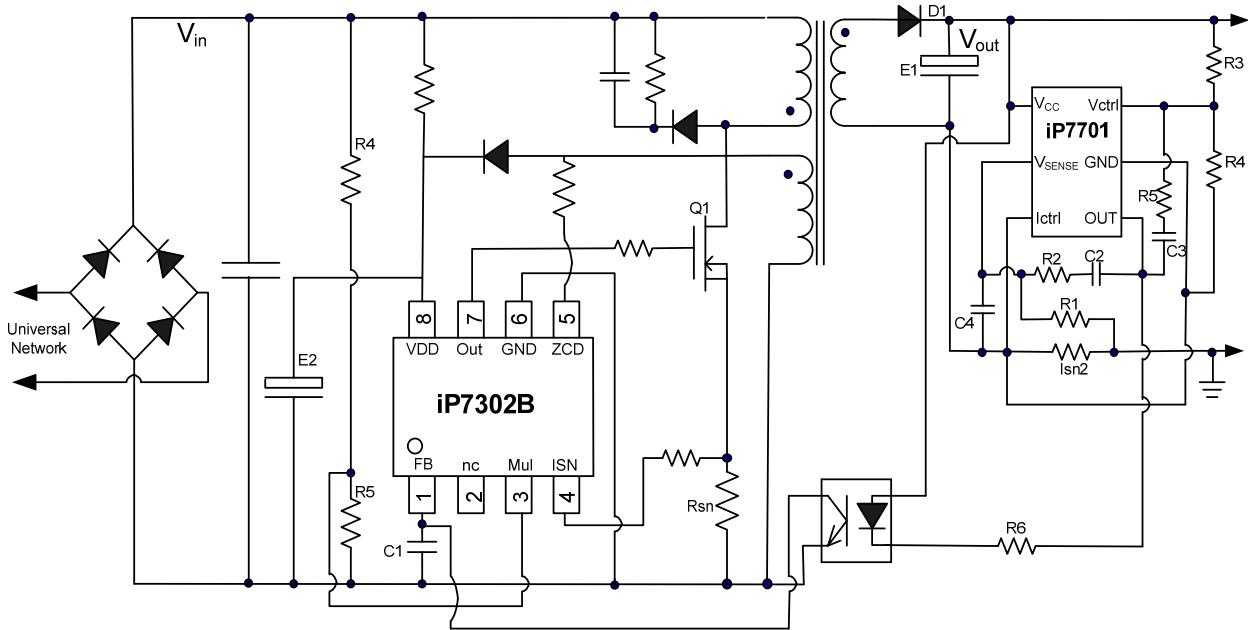 Vin
D1
Vout
E1
R3
VCC
Vctrl
iP7701
R4
R4
VSENSE
GND
R5
Q1
Ictrl
OUT
C3
R2
C2
R1
C4
Universal
Network
Isn2
E2
8
7
6
5
VDD
Out
GND
ZCD
iP7302B
FB
nc
Mul
ISN
1
2
3
4
R5
Rsn
C1
R6